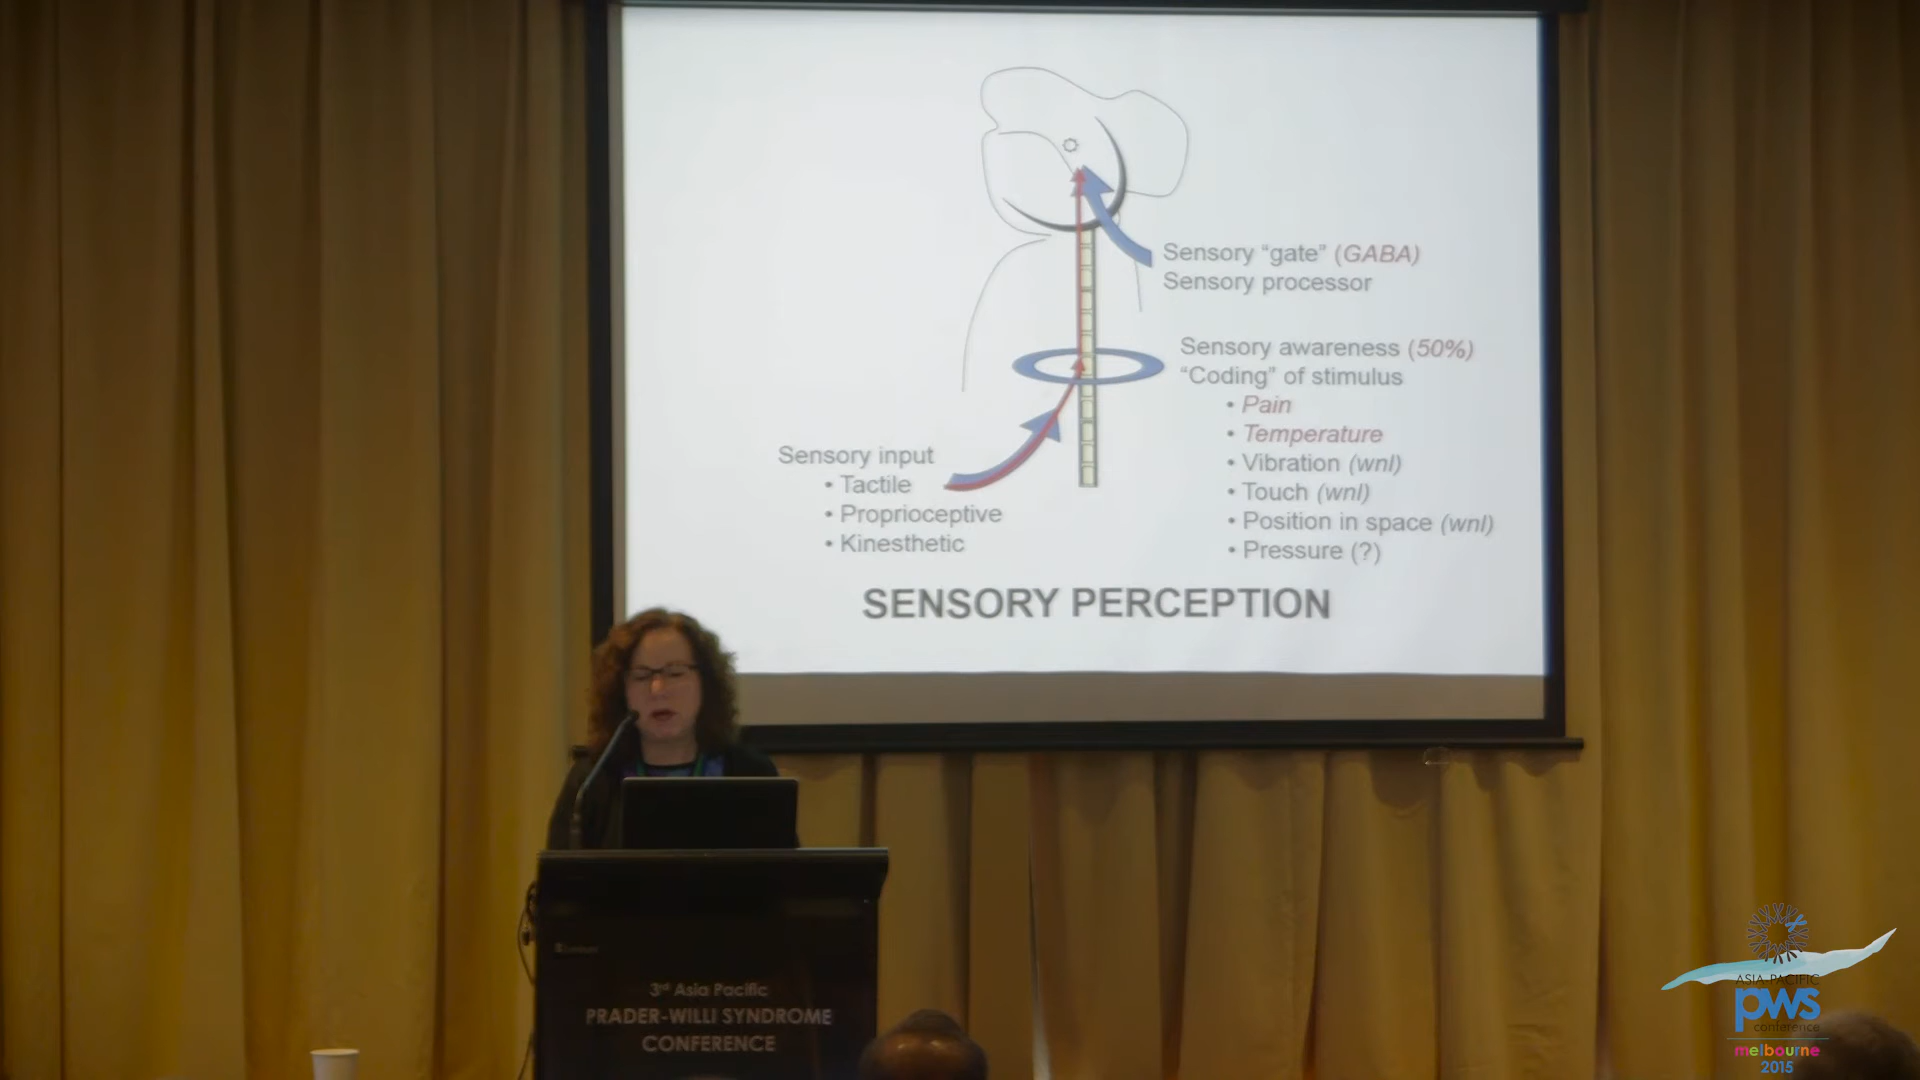 Sensory “gate” (GABA)
Sensory processor
Sensory awareness (50%)
“Coding” of stimulus
• Pain
• Temperature
• Vibration (wnl)
• Touch (wnl)
• Position in space (wnl)
• Pressure (?)
Sensory input
• Tactile
• Proprioceptive
• Kinesthetic
SENSORY PERCEPTION
3rd Asia Pacific
PRADER-WILLI SYNDROME
CONFERENCE
ASIA-PACIFIC
pws
conference
melbourne
2015